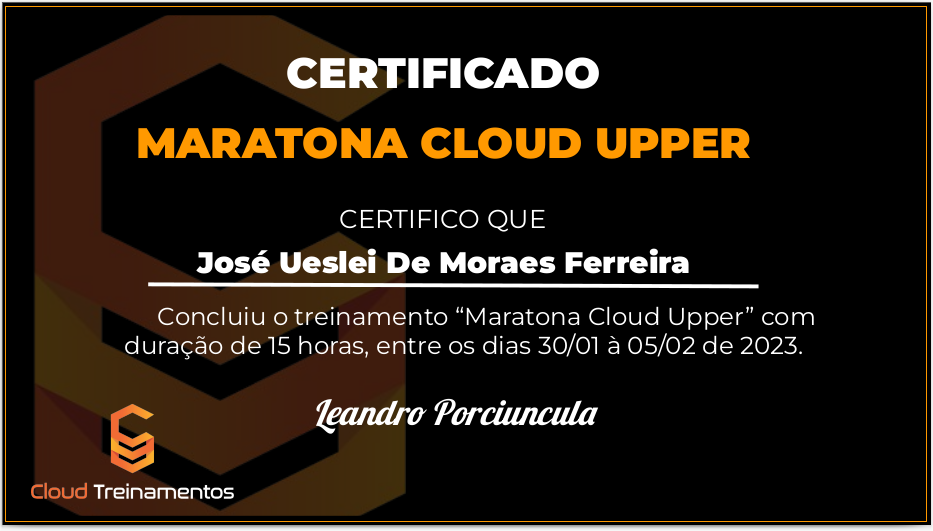 CERTIFICADO
MARATONA CLOUD UPPER
CERTIFICO QUE
José Ueslei De Moraes Ferreira
Concluiu o treinamento “Maratona Cloud Upper” com
duração de 15 horas, entre os dias 30/01 à 05/02 de 2023.
Leandro Porciuncula
Cloud Treinamentos